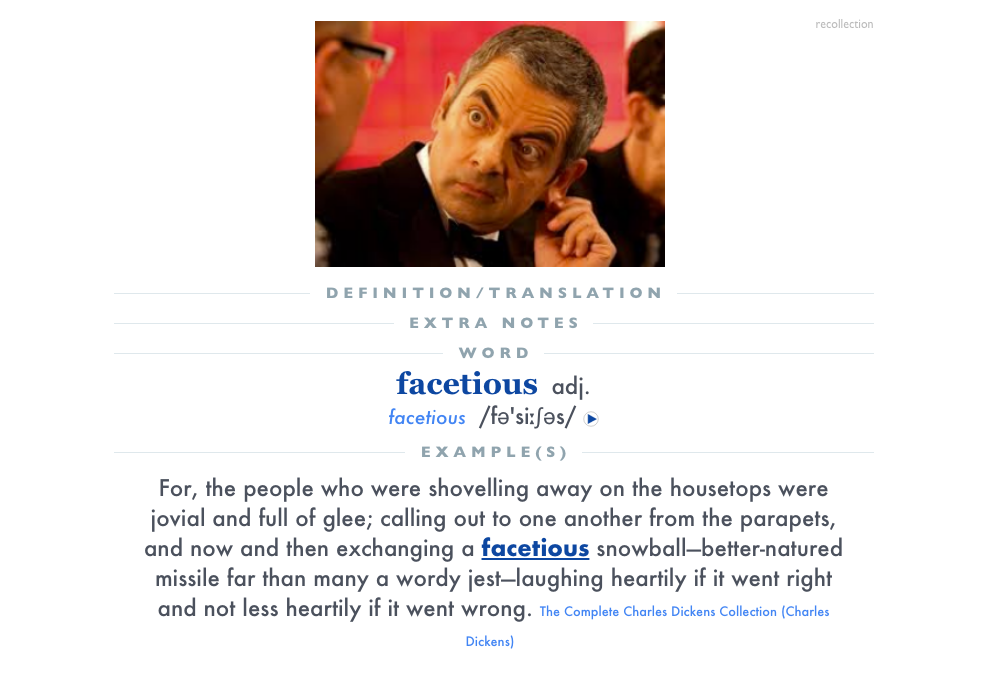 recollection
DEFINITION/TRANSLATION
EXTRA NOTES
WORD
facetious adj.
facetious /fə'siːʃəs/
EXAMPLE(S)
For, the people who were shovelling away on the housetops were
jovial and full of glee; calling out to one another from the parapets,
and now and then exchanging a facetious snowball—better-natured
missile far than many a wordy jest—laughing heartily if it went right
and not less heartily if it went wrong. The Complete Charles Dickens Collection (Charles
Dickens)